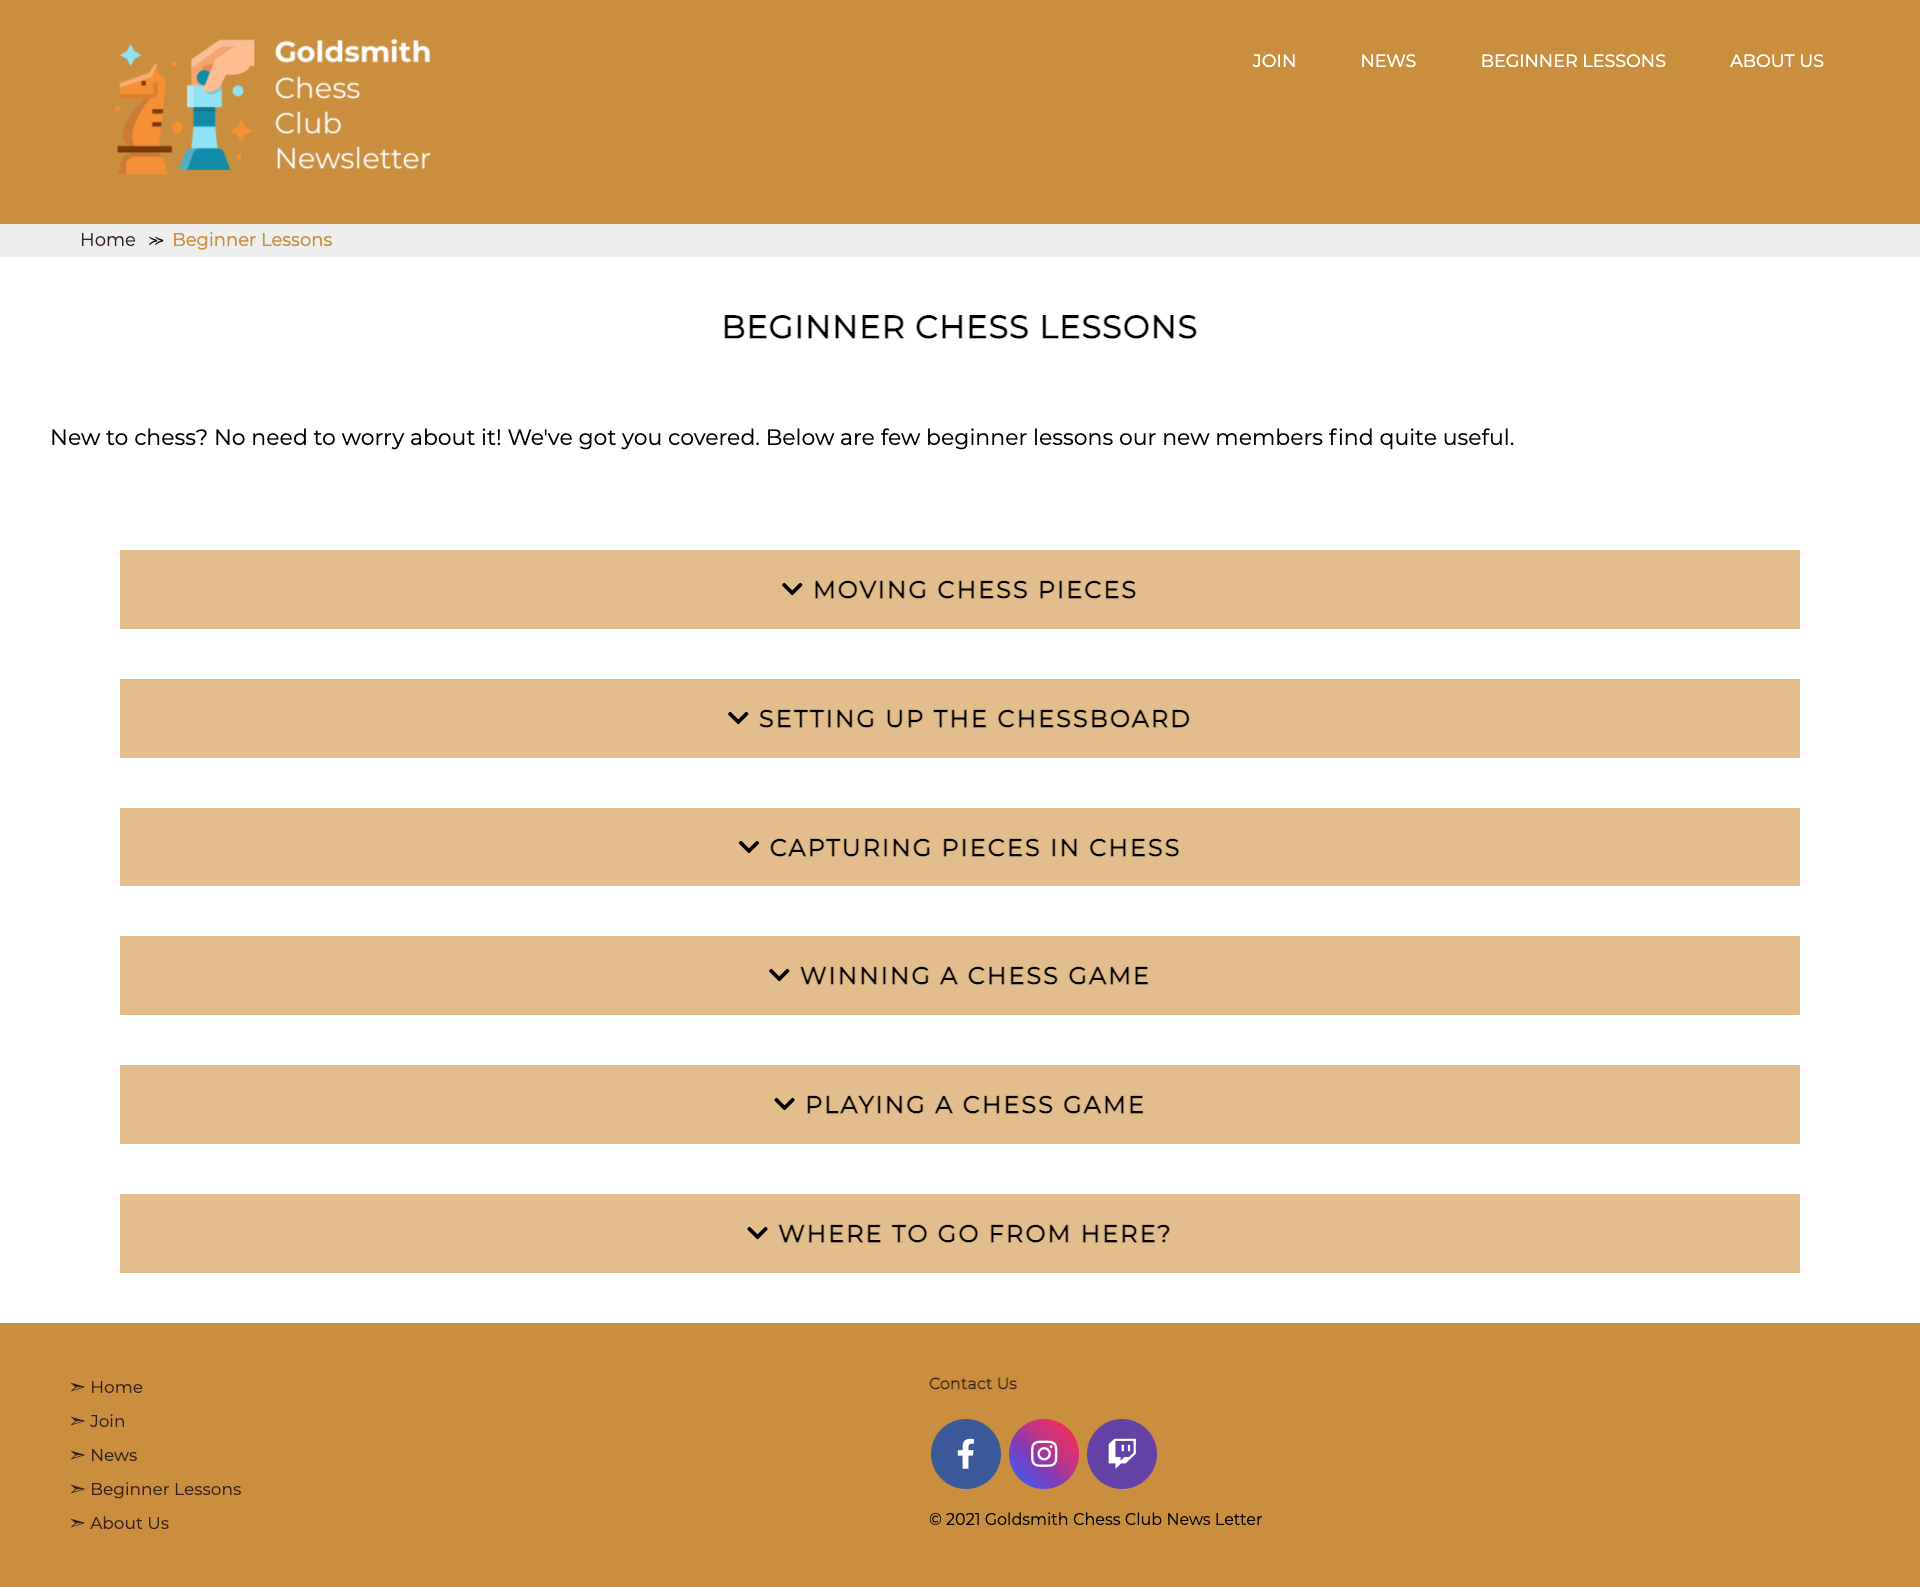 Goldsmith
Chess
Club
Newsletter
JOIN NEWS BEGINNER LESSONS ABOUT US
Home >> Beginner Lessons
BEGINNER CHESS LESSONS
New to chess? No need to worry about it! We've got you covered. Below are few beginner lessons our new members find quite useful.
MOVING CHESS PIECES
SETTING UP THE CHESSBOARD
CAPTURING PIECES IN CHESS
WINNING A CHESS GAME
PLAYING A CHESS GAME
WHERE TO GO FROM HERE?
➣ Home
➣ Join
➣ News
➣ Beginner Lessons
➣ About Us
Contact Us
© 2021 Goldsmith Chess Club News Letter